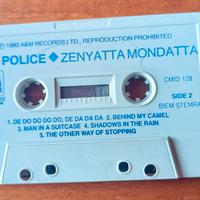 ℗ 1980 A&M RECORDS LTD., REPRODUCTION PROHIBITED
POLICE ◆ ZENYATTA MONDATTA
CMID 128
SIDE 2
BIEM STEMRA
1. DE DO DO DO DO, DE DA DA DA 2. BEHIND MY CAMEL
3. MAN IN A SUITCASE 4. SHADOWS IN THE RAIN
5. THE OTHER WAY OF STOPPING